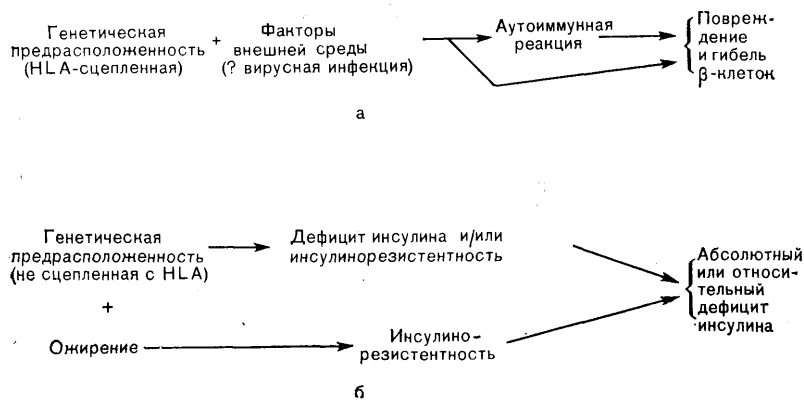 Генетическая
предрасположенность
(HLA-сцепленная)
+
Факторы
внешней среды
(? вирусная инфекция)
Аутоиммунная
реакция
Повреж-
дение
и гибель
β-клеток
а
Генетическая
предрасположенность
(не сцепленная с HLA)
Дефицит инсулина и/или
инсулинорезистентность
Абсолютный
или относи-
тельный
дефицит
инсулина
+
Ожирение
Инсулино-
резистентность
б